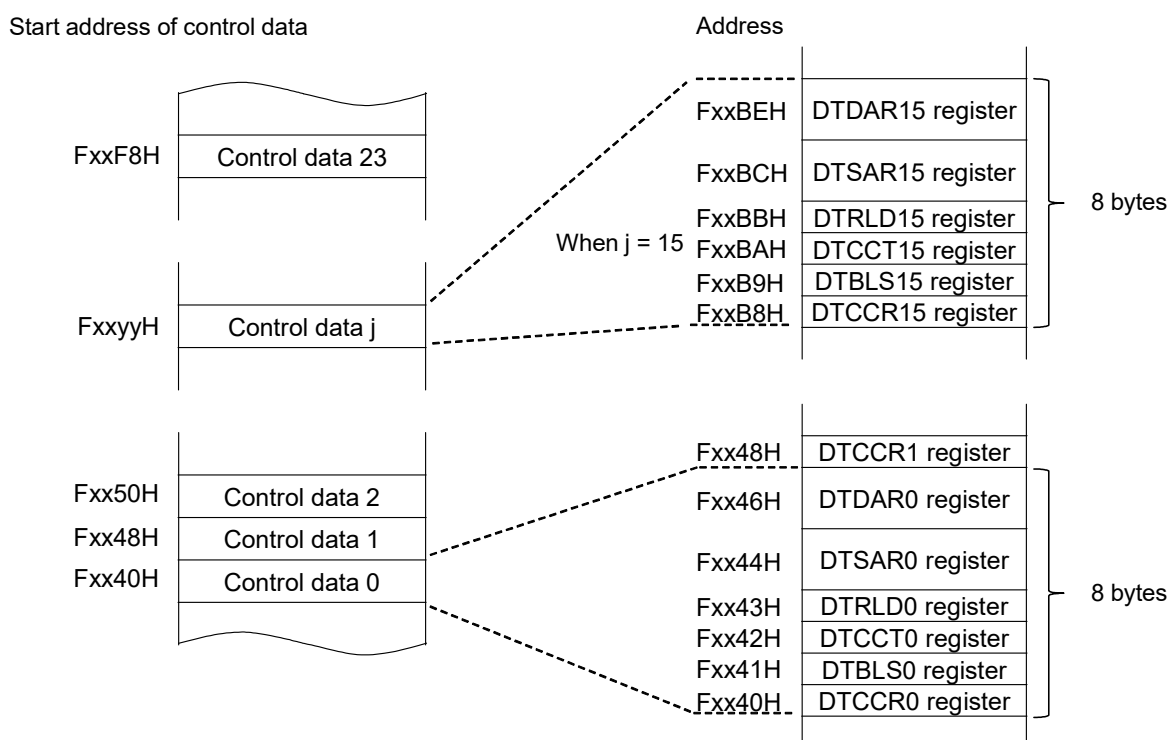 Start address of control data
FxxF8H
Control data 23
FxxyyH
Control data j
Fxx50H
Control data 2
Fxx48H
Control data 1
Fxx40H
Control data 0
Address
When j = 15
FxxBEH
DTDAR15 register
FxxBCH
DTSAR15 register
FxxBBH
DTRLD15 register
FxxBAH
DTCCT15 register
FxxB9H
DTBLS15 register
FxxB8H
DTCCR15 register
8 bytes
Fxx48H
DTCCR1 register
Fxx46H
DTDAR0 register
Fxx44H
DTSAR0 register
Fxx43H
DTRLD0 register
Fxx42H
DTCCT0 register
Fxx41H
DTBLS0 register
Fxx40H
DTCCR0 register
8 bytes